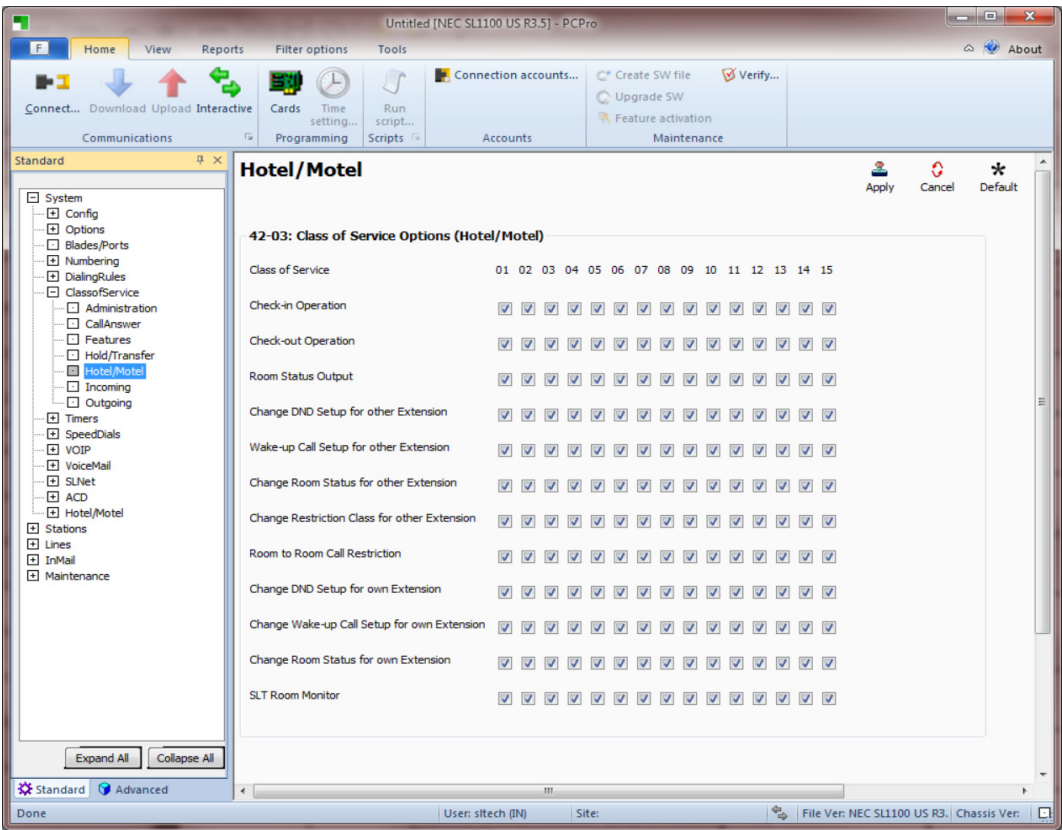 Untitled [NEC SL1100 US R3.5] - PCPro
F Home View Reports Filter options Tools About
Connect... Download Upload Interactive
Communications
Cards Time setting...
Programming
Run script...
Scripts
Connection accounts...
Accounts
Create SW file
Upgrade SW
Feature activation
Verify...
Maintenance
Standard
System
Config
Options
Blades/Ports
Numbering
DialingRules
ClassofService
Administration
CallAnswer
Features
Hold/Transfer
Hotel/Motel
Incoming
Outgoing
Timers
SpeedDials
VOIP
VoiceMail
SLNet
ACD
Hotel/Motel
Stations
Lines
InMail
Maintenance
Expand All Collapse All
Standard Advanced
Hotel/Motel
Apply Cancel Default
42-03: Class of Service Options (Hotel/Motel)
Class of Service 01 02 03 04 05 06 07 08 09 10 11 12 13 14 15
Check-in Operation
Check-out Operation
Room Status Output
Change DND Setup for other Extension
Wake-up Call Setup for other Extension
Change Room Status for other Extension
Change Restriction Class for other Extension
Room to Room Call Restriction
Change DND Setup for own Extension
Change Wake-up Call Setup for own Extension
Change Room Status for own Extension
SLT Room Monitor
Done User: sltech (IN) Site: File Ver: NEC SL1100 US R3. Chassis Ver: